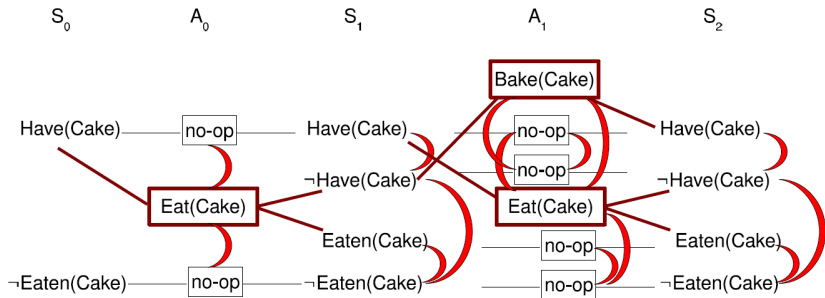 S0 A0 S1 A1 S2
Bake(Cake)
Have(Cake) no-op Have(Cake) no-op Have(Cake)
no-op
¬Have(Cake) ¬Have(Cake)
Eat(Cake) Eat(Cake)
Eaten(Cake) no-op Eaten(Cake)
¬Eaten(Cake) no-op ¬Eaten(Cake) no-op ¬Eaten(Cake)